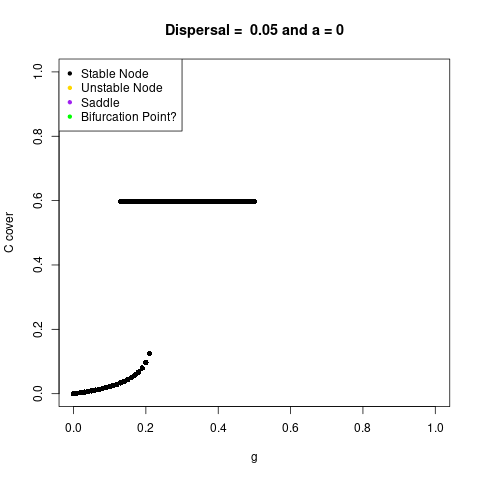 Dispersal =  0.05 and a = 0
Stable Node
Unstable Node
Saddle
Bifurcation Point?
C cover
1.0
0.8
0.6
0.4
0.2
0.0
0.0 0.2 0.4 0.6 0.8 1.0
g